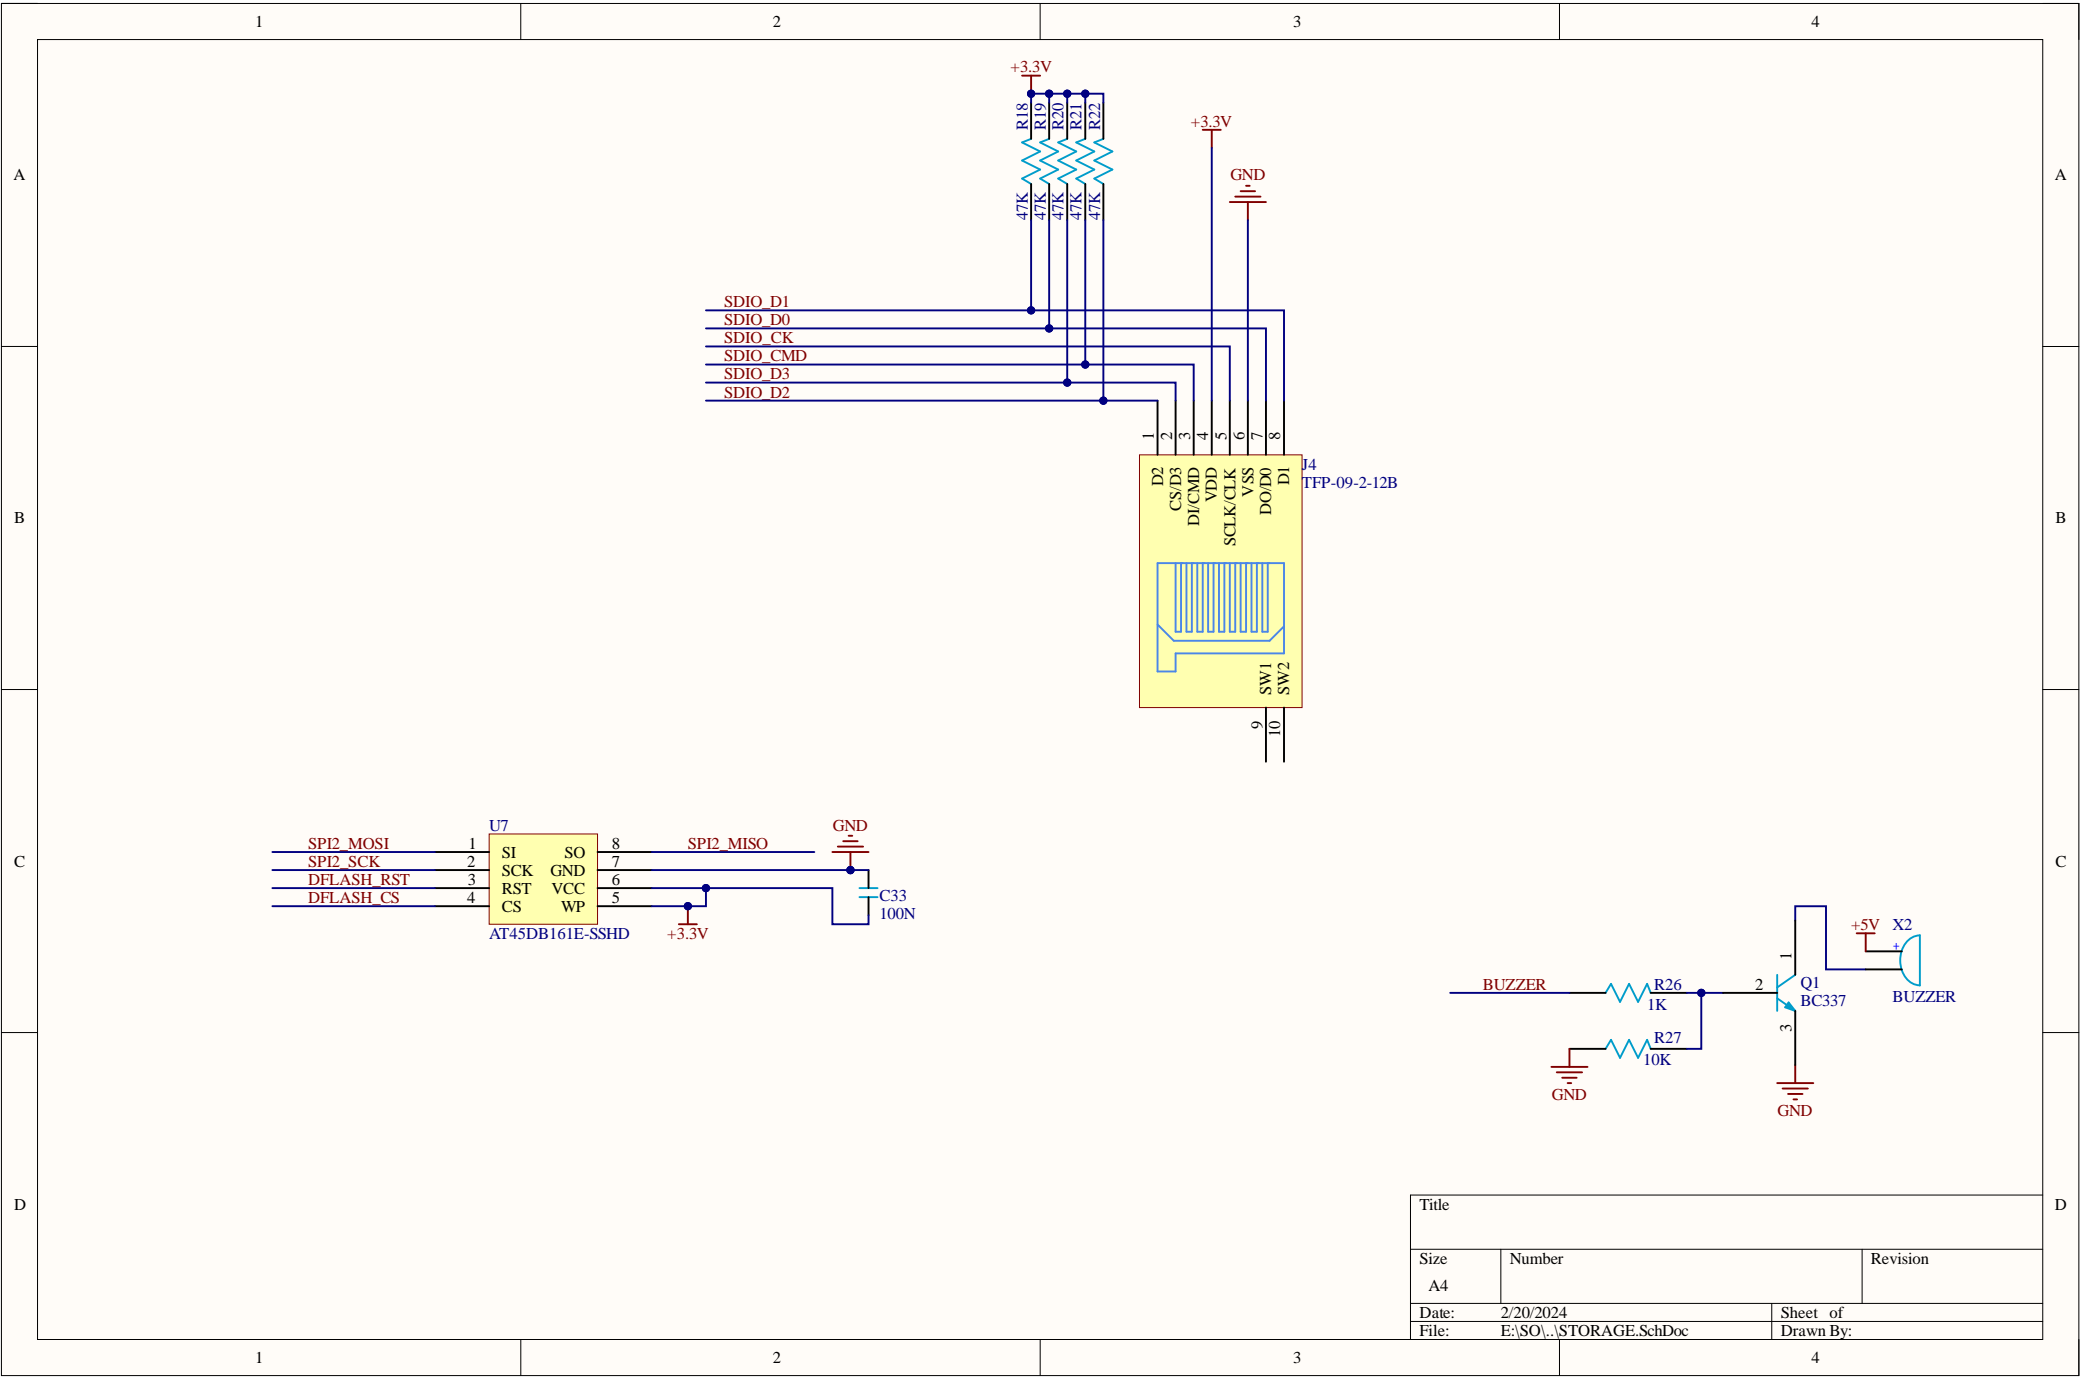 1 2 3 4
A A
B B
C C
D D
1 2 3 4
+3.3V
R18 R19 R20 R21 R22
47K 47K 47K 47K 47K
+3.3V
GND
SDIO_D1
SDIO_D0
SDIO_CK
SDIO_CMD
SDIO_D3
SDIO_D2
1 2 3 4 5 6 7 8
D2
CS/D3
DI/CMD
VDD
SCLK/CLK
VSS
DO/D0
D1
J4
TFP-09-2-12B
SW1
SW2
9 10
U7
SPI2_MOSI 1 SI SO 8 SPI2_MISO
SPI2_SCK 2 SCK GND 7
DFLASH_RST 3 RST VCC 6
DFLASH_CS 4 CS WP 5
AT45DB161E-SSHD
+3.3V
GND
C33
100N
+5V X2
+
BUZZER
1
BUZZER R26
1K
2 Q1
BC337
3
R27
10K
GND
GND
Title
Size Number Revision
A4
Date: 2/20/2024 Sheet of
File: E:\SO\..\STORAGE.SchDoc Drawn By: